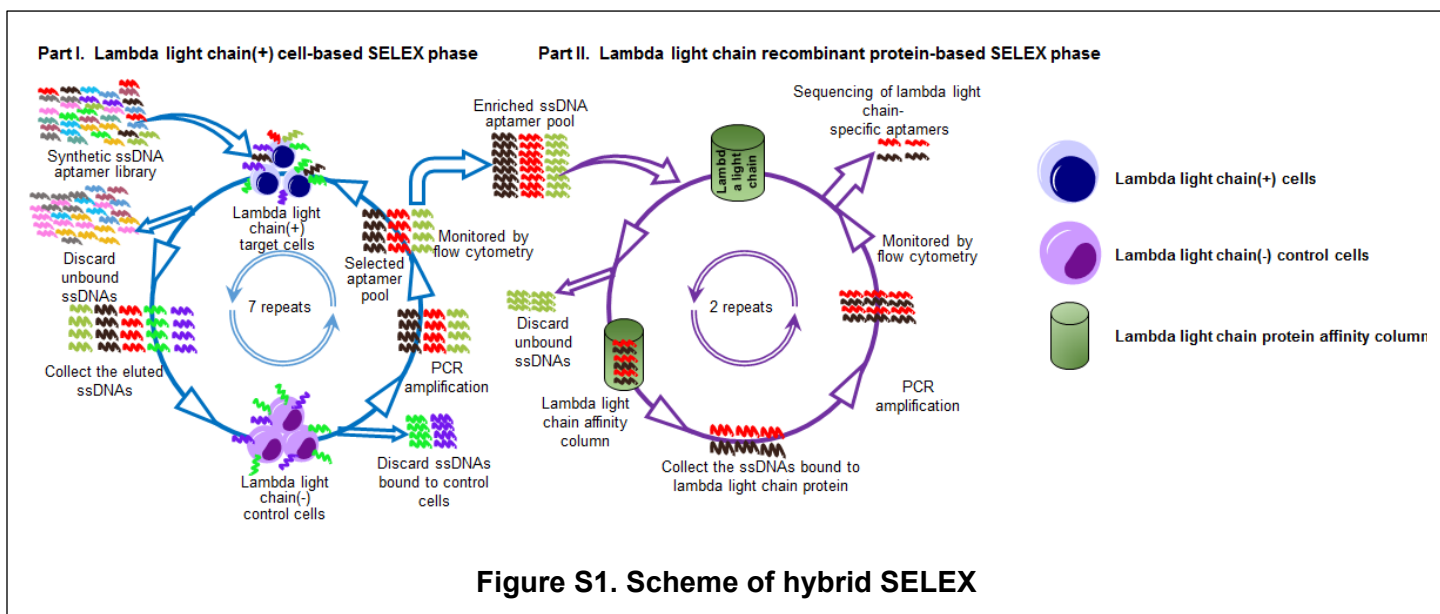 Part I. Lambda light chain(+) cell-based SELEX phase
Part II. Lambda light chain recombinant protein-based SELEX phase
Synthetic ssDNA
aptamer library
Lambda light
chain(+)
target cells
Discard
unbound
ssDNAs
Collect the eluted
ssDNAs
7 repeats
Selected
aptamer
pool
Monitored by
flow cytometry
PCR
amplification
Lambda light
chain(-)
control cells
Discard ssDNAs
bound to control
cells
Enriched ssDNA
aptamer pool
Lambd
a light
chain
Sequencing of lambda light
chain-
specific aptamers
Discard
unbound
ssDNAs
2 repeats
Monitored by
flow cytometry
Lambda light
chain affinity
column
PCR
amplification
Collect the ssDNAs bound to
lambda light chain protein
Lambda light chain(+) cells
Lambda light chain(-) control cells
Lambda light chain protein affinity column
Figure S1. Scheme of hybrid SELEX